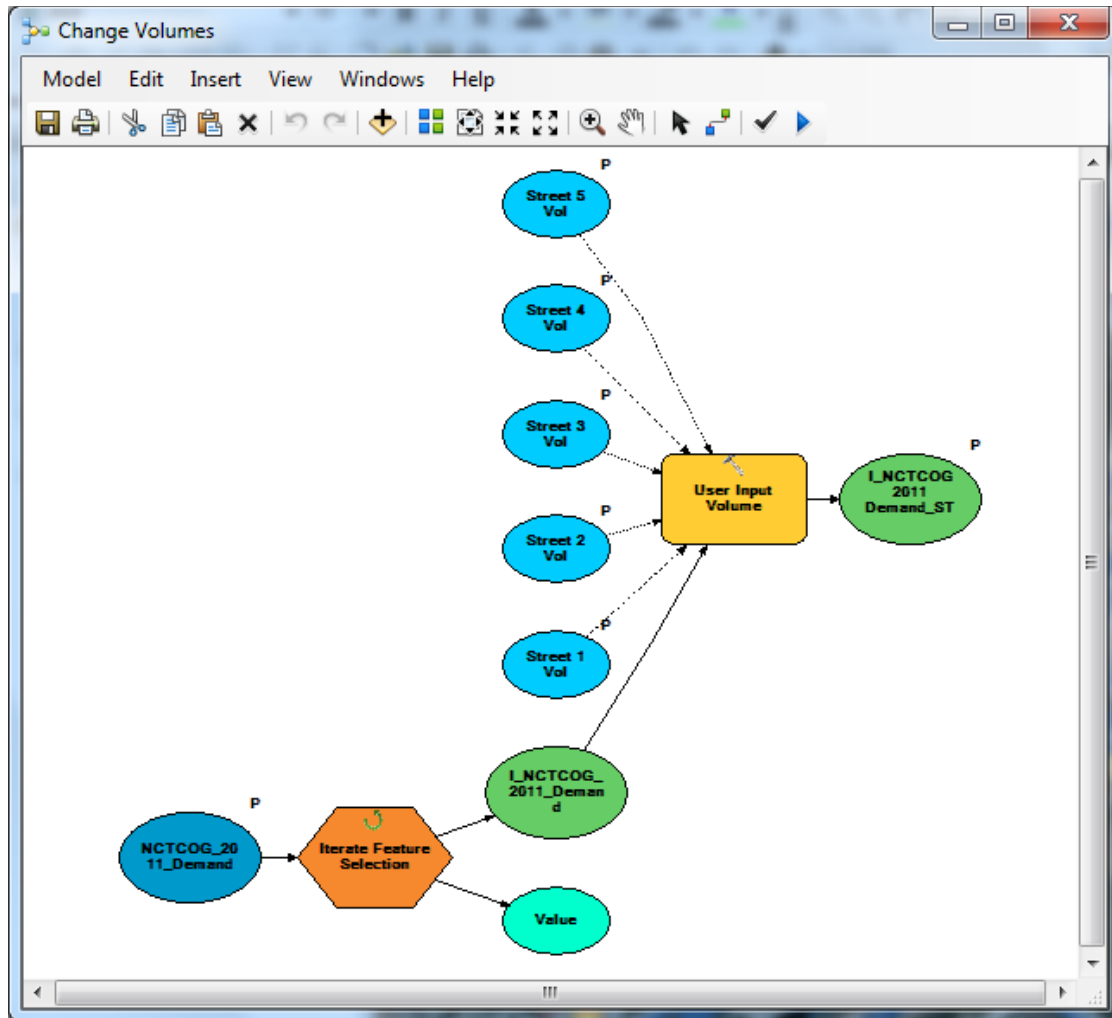 Change Volumes
Model Edit Insert View Windows Help
P
Street 5
Vol
P
Street 4
Vol
P
Street 3
Vol
P
User Input
Volume
P
I_NCTCOG
2011
Demand_ST
Street 2
Vol
P
Street 1
Vol
I_NCTCOG_
2011_Deman
d
P
NCTCOG_20
11_Demand
Iterate Feature
Selection
Value